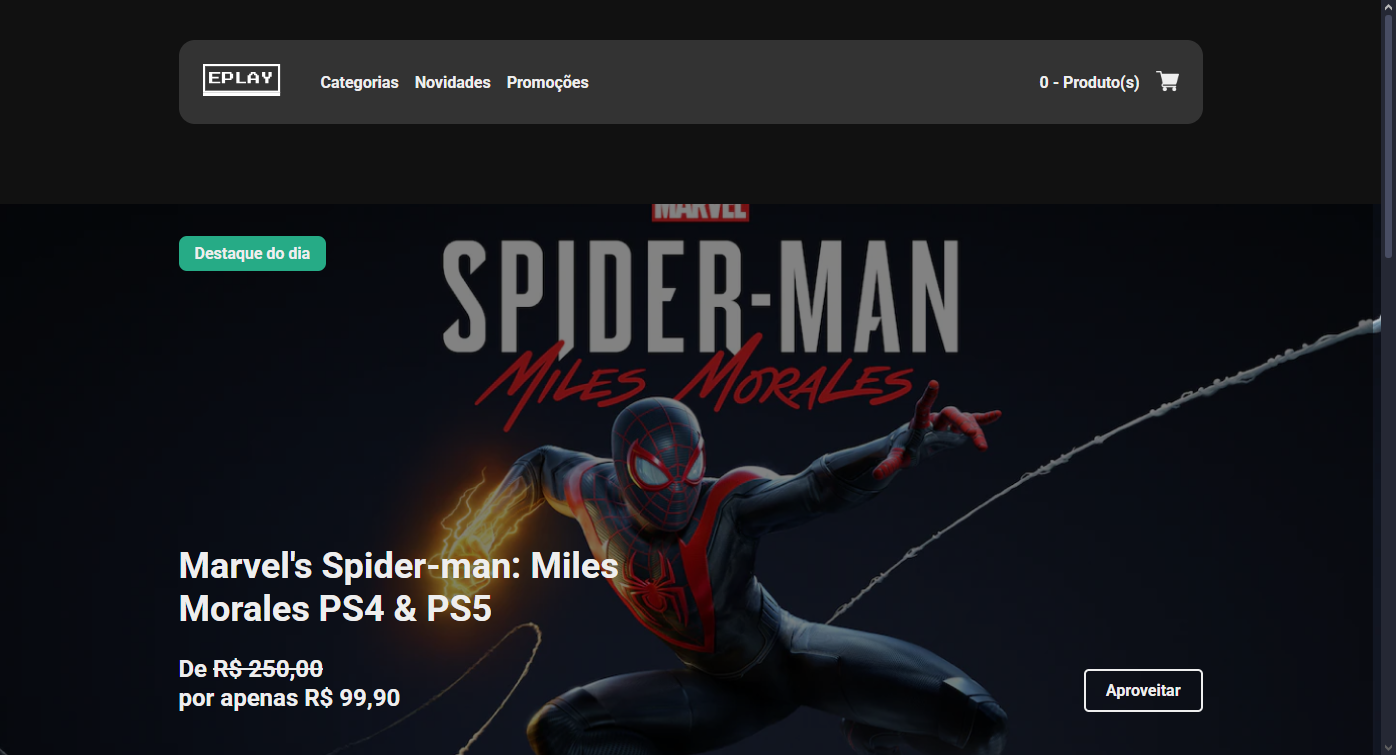 EPLAY
Categorias Novidades Promoções
0 - Produto(s)
MARVEL
Destaque do dia
SPIDER-MAN
MILES MORALES
Marvel's Spider-man: Miles
Morales PS4 & PS5
De R$ 250,00
por apenas R$ 99,90
Aproveitar